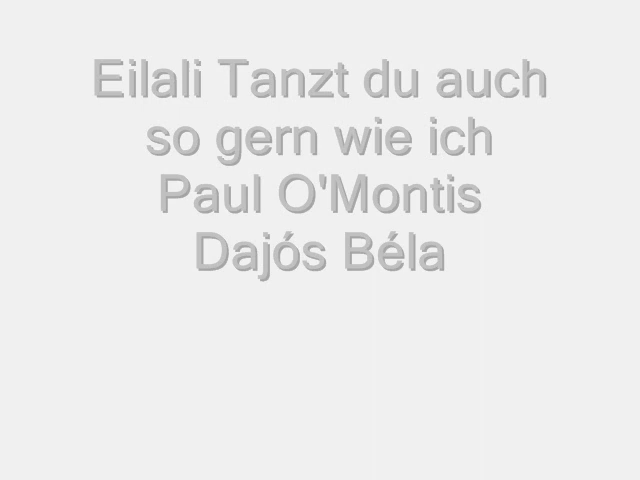 Eilali Tanzt du auch
so gern wie ich
Paul O'Montis
Dajós Béla